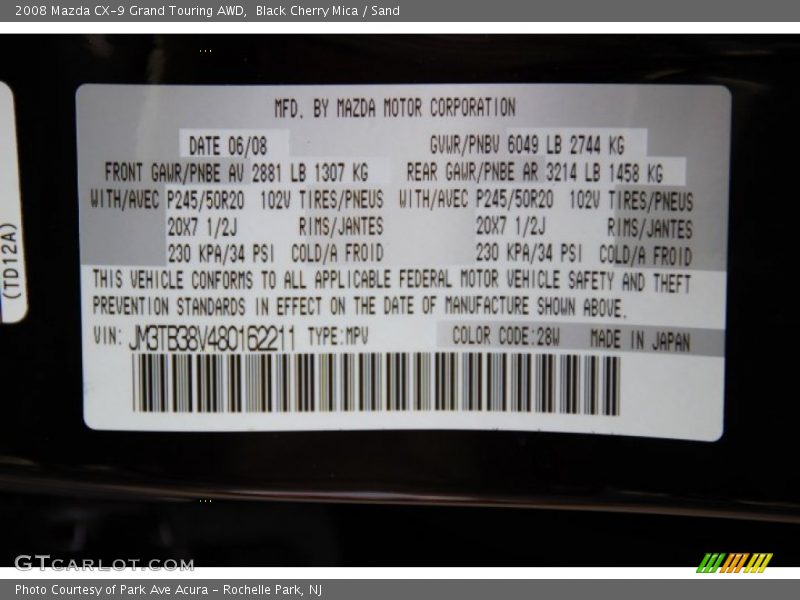 2008 Mazda CX-9 Grand Touring AWD,  Black Cherry Mica / Sand
MFD. BY MAZDA MOTOR CORPORATION
DATE 06/08 GVWR/PNBV 6049 LB 2744 KG
FRONT GAWR/PNBE AV 2881 LB 1307 KG REAR GAWR/PNBE AR 3214 LB 1458 KG
WITH/AVEC P245/50R20 102V TIRES/PNEUS WITH/AVEC P245/50R20 102V TIRES/PNEUS
20X7 1/2J RIMS/JANTES 20X7 1/2J RIMS/JANTES
230 KPA/34 PSI COLD/A FROID 230 KPA/34 PSI COLD/A FROID
THIS VEHICLE CONFORMS TO ALL APPLICABLE FEDERAL MOTOR VEHICLE SAFETY AND THEFT
PREVENTION STANDARDS IN EFFECT ON THE DATE OF MANUFACTURE SHOWN ABOVE.
VIN: JM3TB38V480162211 TYPE:MPV COLOR CODE:28W MADE IN JAPAN
(TD12A)
GTCARLOT.COM
Photo Courtesy of Park Ave Acura - Rochelle Park, NJ